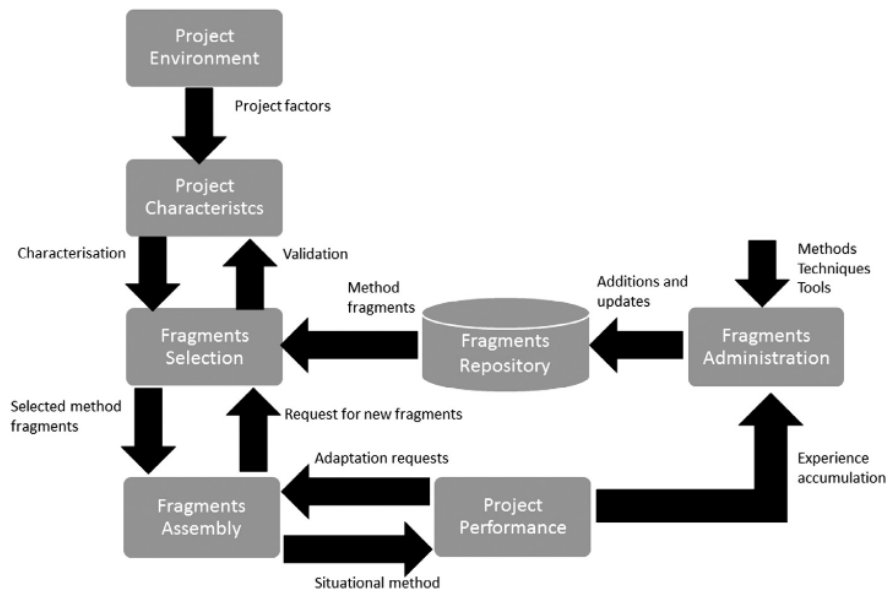 Project
Environment
Project factors
Project
Characteristcs
Characterisation
Validation
Methods
Techniques
Tools
Method
fragments
Additions and
updates
Fragments
Selection
Fragments
Repository
Fragments
Administration
Selected method
fragments
Request for new fragments
Adaptation requests
Experience
accumulation
Fragments
Assembly
Project
Performance
Situational method